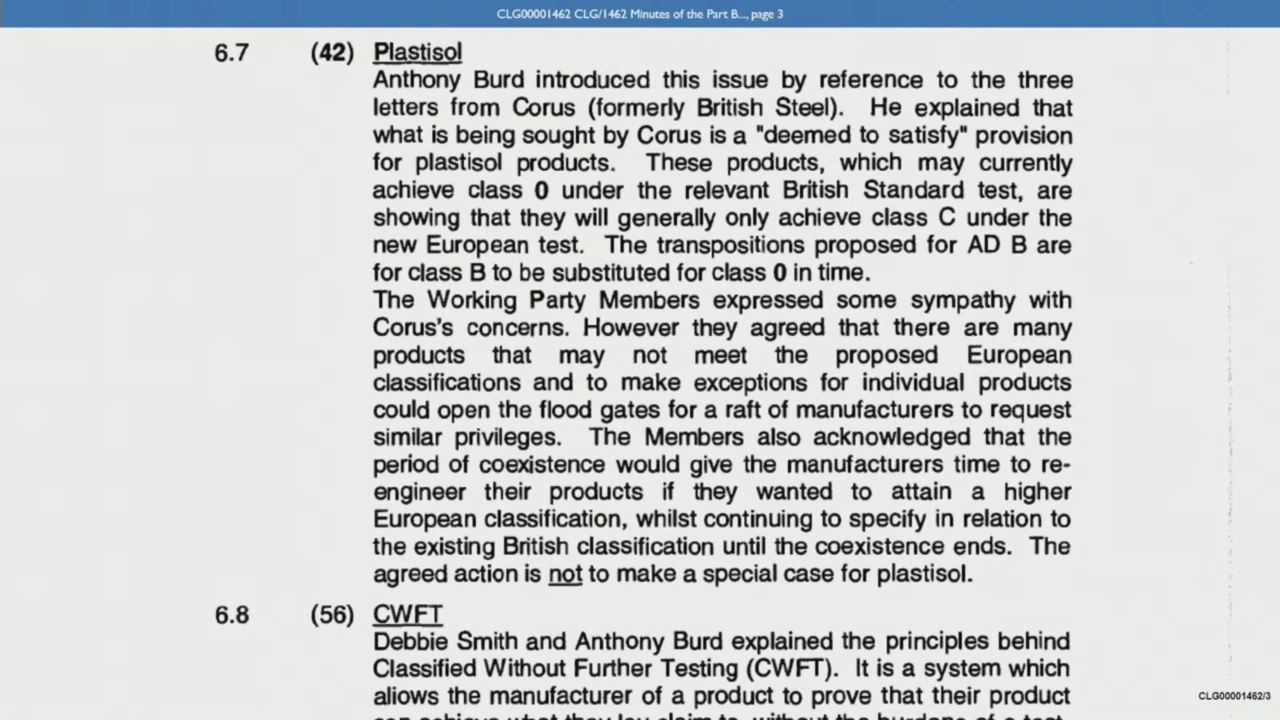 CLG00001462 CLG/1462 Minutes of the Part B..., page 3
6.7 (42) Plastisol
Anthony Burd introduced this issue by reference to the three
letters from Corus (formerly British Steel). He explained that
what is being sought by Corus is a "deemed to satisfy" provision
for plastisol products. These products, which may currently
achieve class 0 under the relevant British Standard test, are
showing that they will generally only achieve class C under the
new European test. The transpositions proposed for AD B are
for class B to be substituted for class 0 in time.
The Working Party Members expressed some sympathy with
Corus's concerns. However they agreed that there are many
products that may not meet the proposed European
classifications and to make exceptions for individual products
could open the flood gates for a raft of manufacturers to request
similar privileges. The Members also acknowledged that the
period of coexistence would give the manufacturers time to re-
engineer their products if they wanted to attain a higher
European classification, whilst continuing to specify in relation to
the existing British classification until the coexistence ends. The
agreed action is not to make a special case for plastisol.
6.8 (56) CWFT
Debbie Smith and Anthony Burd explained the principles behind
Classified Without Further Testing (CWFT). It is a system which
allows the manufacturer of a product to prove that their product
CLG00001462/3